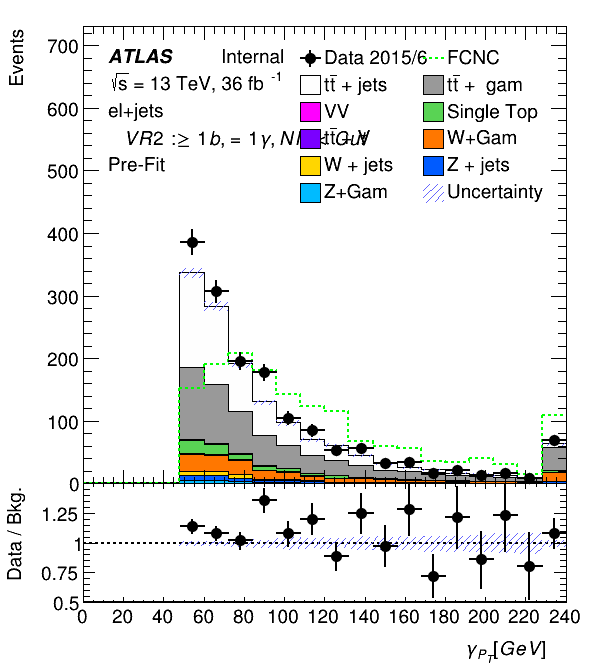 Events
700
600
500
400
300
200
100
0
ATLAS Internal
√s = 13 TeV, 36 fb -1
el+jets
VR2 :≥ 1b, = 1γ,
Pre-Fit
Data 2015/6
FCNC
tt̄ + jets
tt̄ + gam
VV
Single Top
W+Gam
W + jets
Z + jets
Z+Gam
Uncertainty
Data / Bkg.
1.25
1
0.75
0.5
0 20 40 60 80 100 120 140 160 180 200 220 240
γPT[GeV]